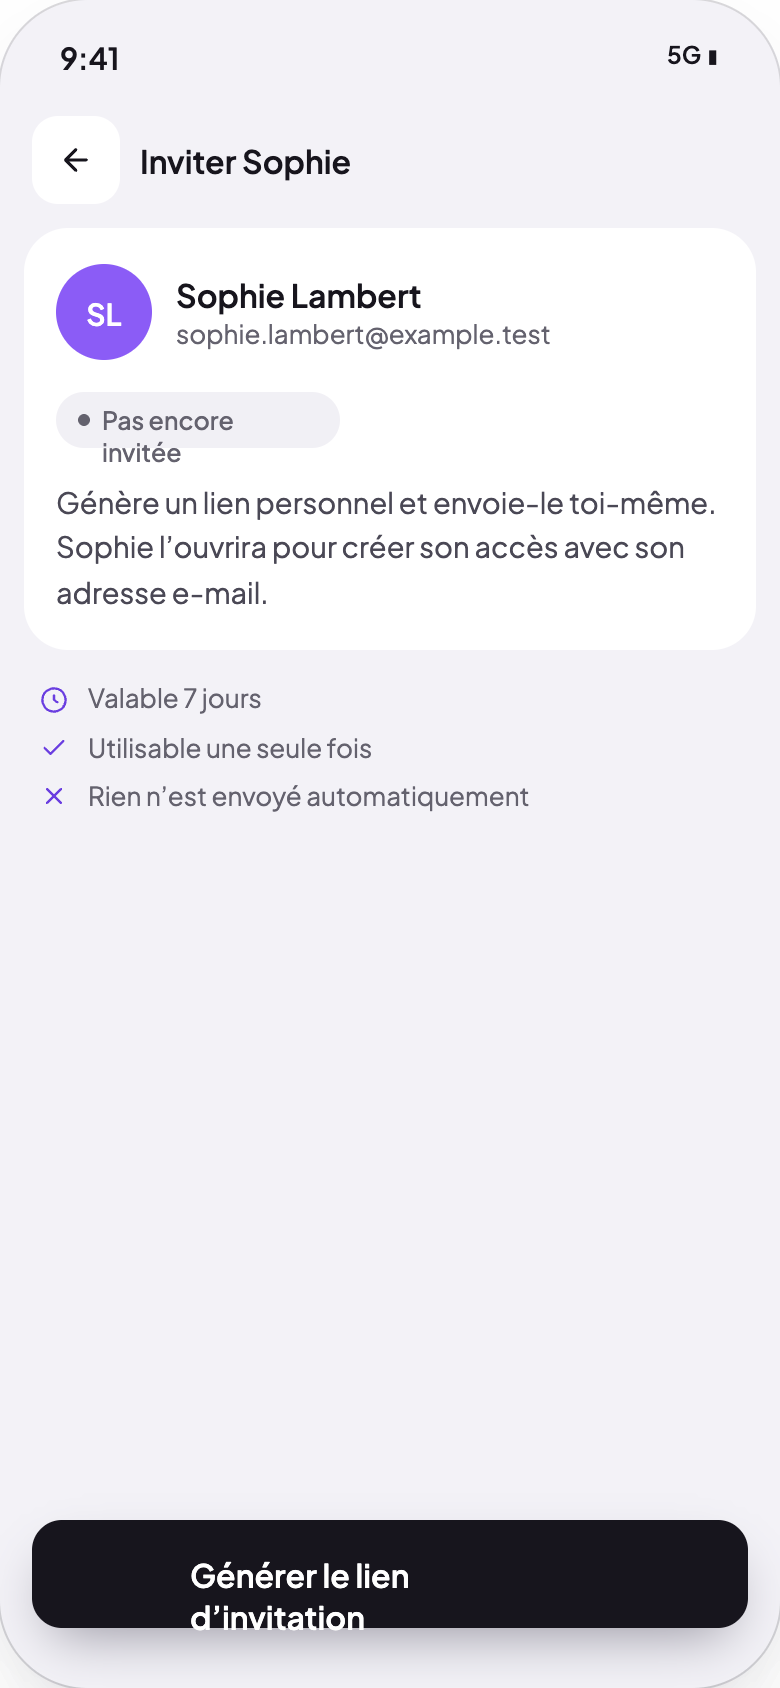 9:41
5G
Inviter Sophie
SL
Sophie Lambert
sophie.lambert@example.test
Pas encore
invitée
Génère un lien personnel et envoie-le toi-même.
Sophie l’ouvrira pour créer son accès avec son
adresse e-mail.
Valable 7 jours
Utilisable une seule fois
Rien n’est envoyé automatiquement
Générer le lien
d’invitation